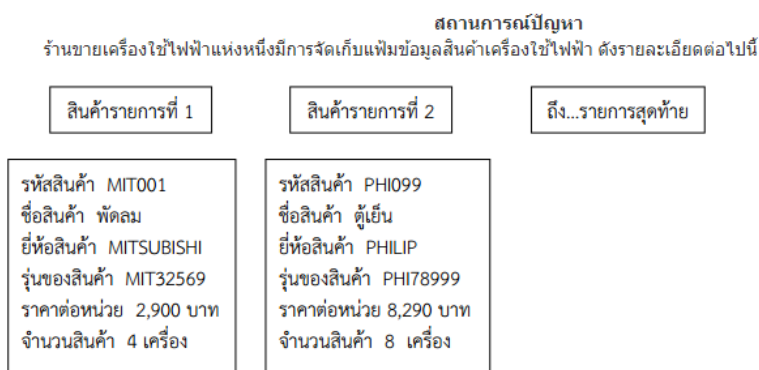 สถานการณ์ปัญหา
ร้านขายเครื่องใช้ไฟฟ้าแห่งหนึ่งมีการจัดเก็บแฟ้มข้อมูลสินค้าเครื่องใช้ไฟฟ้า ดังรายละเอียดต่อไปนี้
สินค้ารายการที่ 1
สินค้ารายการที่ 2
ถึง...รายการสุดท้าย
รหัสสินค้า MIT001
ชื่อสินค้า พัดลม
ยี่ห้อสินค้า MITSUBISHI
รุ่นของสินค้า MIT32569
ราคาต่อหน่วย 2,900 บาท
จำนวนสินค้า 4 เครื่อง
รหัสสินค้า PHI099
ชื่อสินค้า ตู้เย็น
ยี่ห้อสินค้า PHILIP
รุ่นของสินค้า PHI78999
ราคาต่อหน่วย 8,290 บาท
จำนวนสินค้า 8 เครื่อง